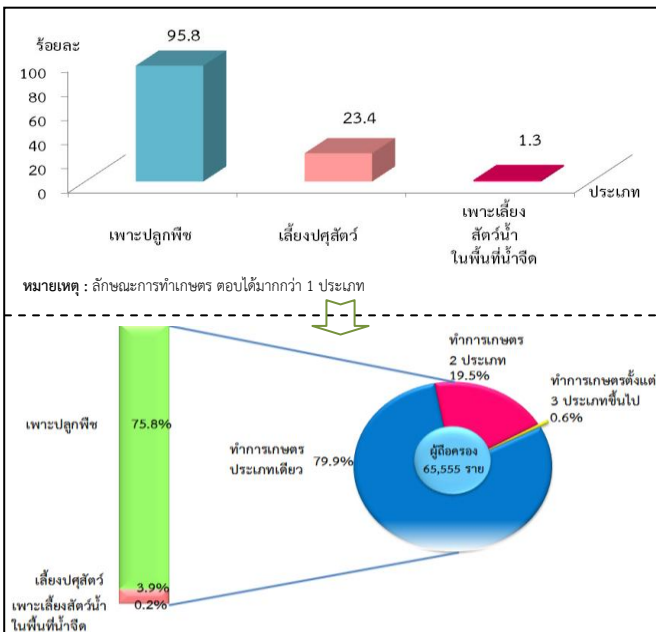 ร้อยละ
95.8
100
80
60
40
20
0
23.4
1.3
ประเภท
เพาะปลูกพืช
เลี้ยงปศุสัตว์
เพาะเลี้ยง
สัตว์น้ำ
ในพื้นที่น้ำจืด
หมายเหตุ : ลักษณะการทำเกษตร ตอบได้มากกว่า 1 ประเภท
ทำการเกษตร
2 ประเภท
19.5%
ทำการเกษตรตั้งแต่
3 ประเภทขึ้นไป
0.6%
เพาะปลูกพืช
75.8%
ทำการเกษตร
ประเภทเดียว
79.9%
ผู้ถือครอง
65,555 ราย
เลี้ยงปศุสัตว์
3.9%
เพาะเลี้ยงสัตว์น้ำ
ในพื้นที่น้ำจืด
0.2%